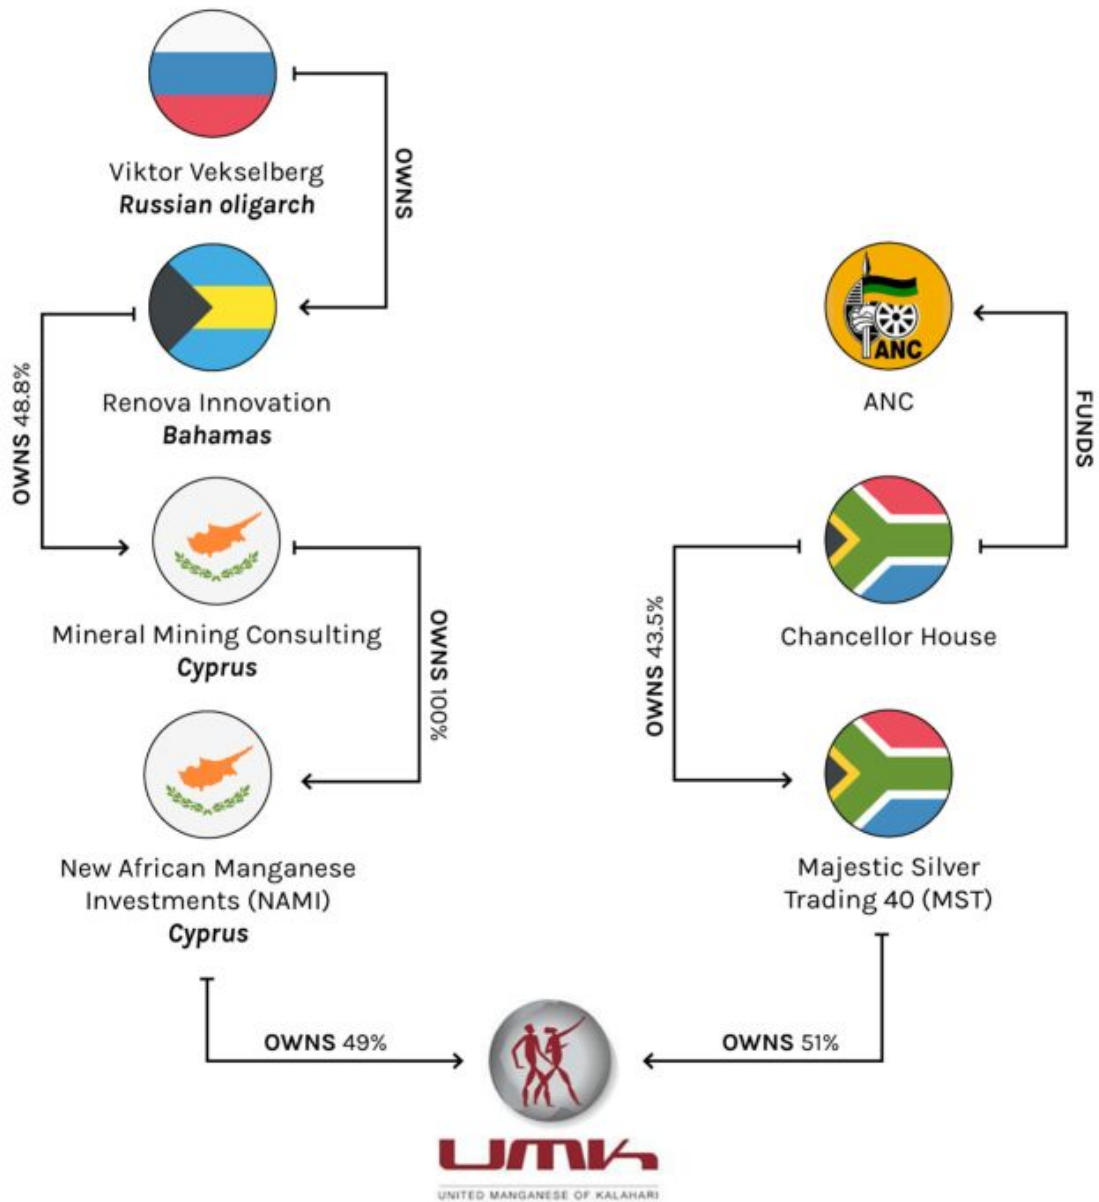 Viktor Vekselberg
Russian oligarch
OWNS
Renova Innovation
Bahamas
OWNS 48.8%
Mineral Mining Consulting
Cyprus
OWNS 100%
New African Manganese
Investments (NAMI)
Cyprus
OWNS 49%
ANC
ANC
FUNDS
Chancellor House
OWNS 43.5%
Majestic Silver
Trading 40 (MST)
OWNS 51%
umk
UNITED MANGANESE OF KALAHARI